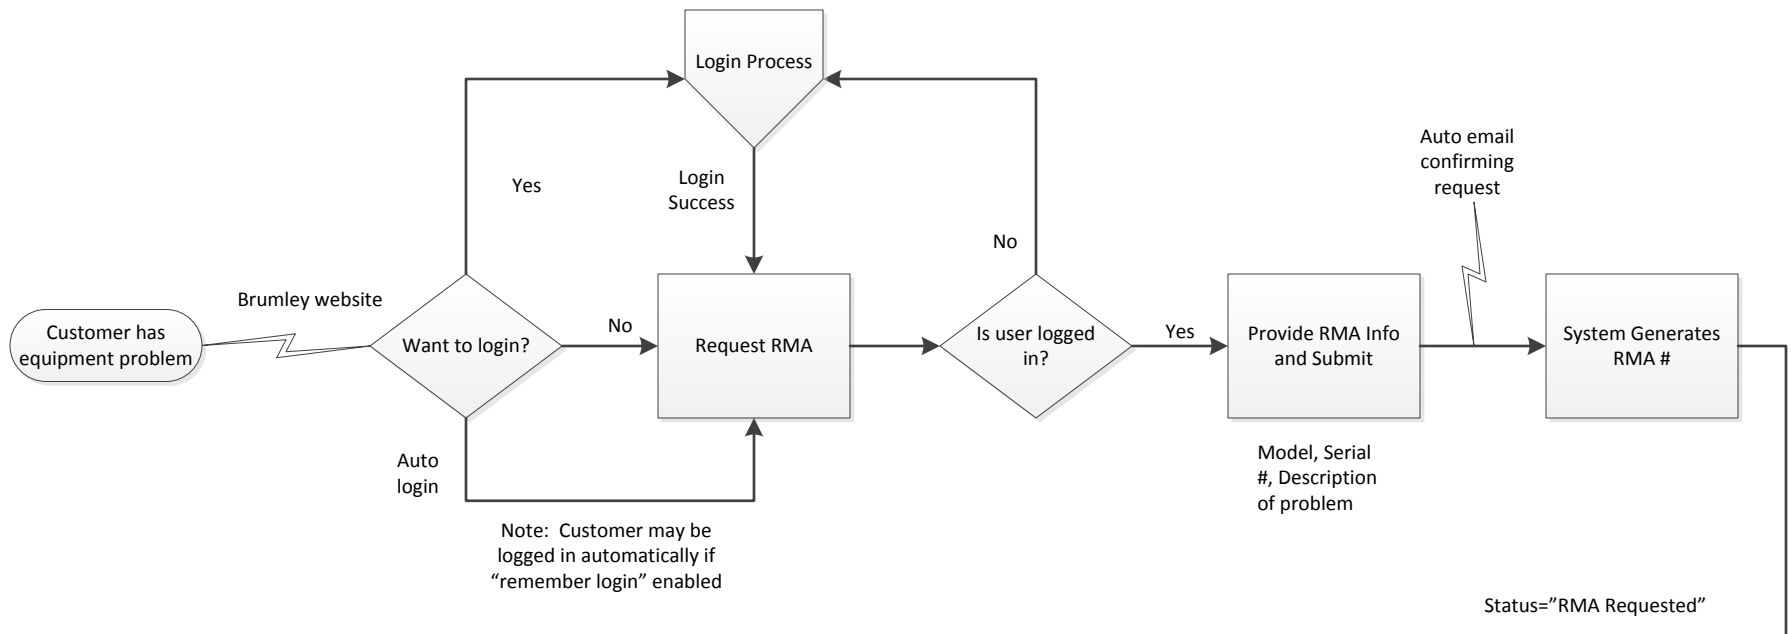 Login Process
Auto email
confirming
request
Yes
Login
Success
No
Brumley website
Customer has
equipment problem
Want to login?
No
Request RMA
Is user logged
in?
Yes
Provide RMA Info
and Submit
System Generates
RMA #
Auto
login
Model, Serial
#, Description
of problem
Note:  Customer may be
logged in automatically if
“remember login” enabled
Status=”RMA Requested”